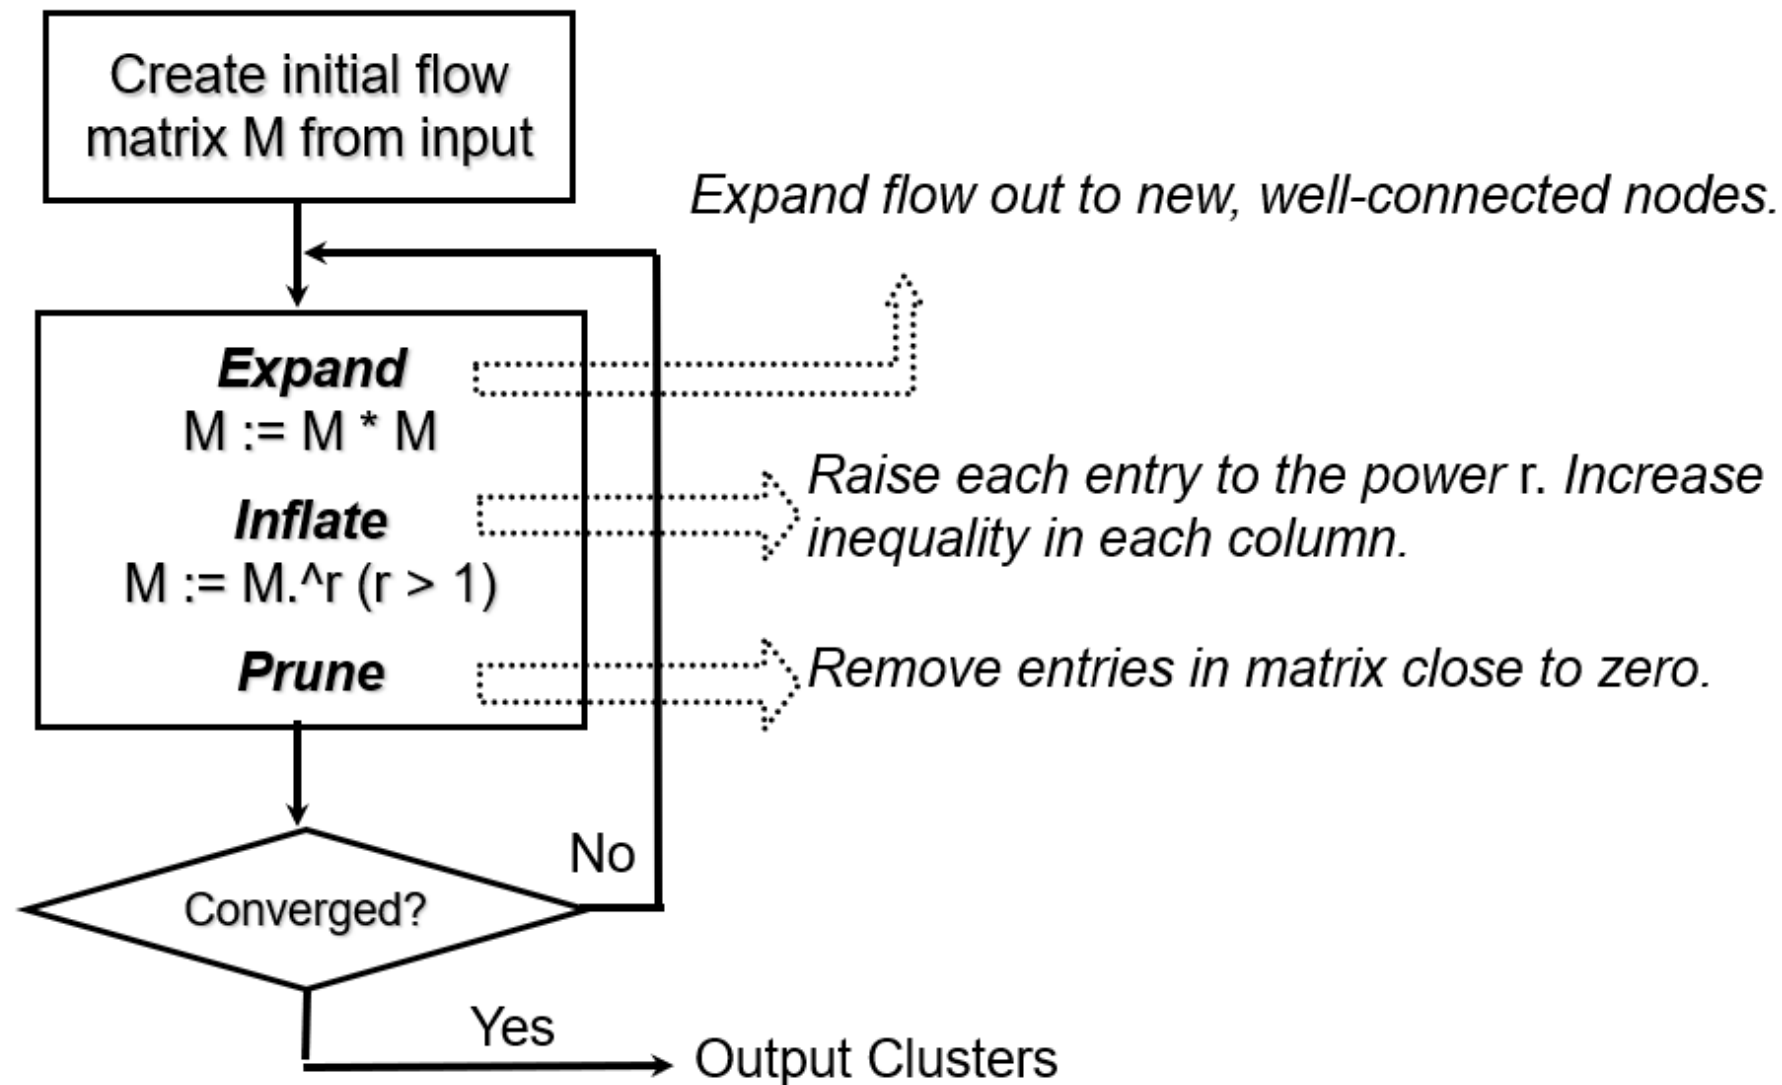 Create initial flow
matrix M from input
Expand flow out to new, well-connected nodes.
Expand
M := M * M
Inflate
M := M.^r (r > 1)
Prune
Raise each entry to the power r. Increase
inequality in each column.
Remove entries in matrix close to zero.
Converged?
No
Yes
Output Clusters